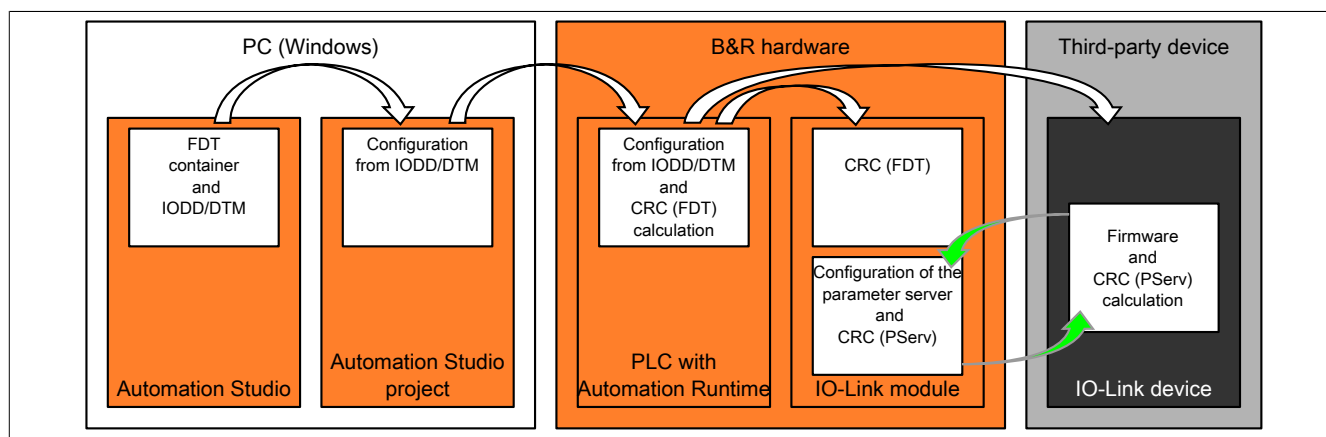 PC (Windows)
B&R hardware
Third-party device
FDT
container
and
IODD/DTM
Automation Studio
Configuration
from IODD/DTM
Automation Studio
project
Configuration
from IODD/DTM
and
CRC (FDT)
calculation
PLC with
Automation Runtime
CRC (FDT)
Configuration of the
parameter server
and
CRC (PServ)
IO-Link module
Firmware
and
CRC (PServ)
calculation
IO-Link device